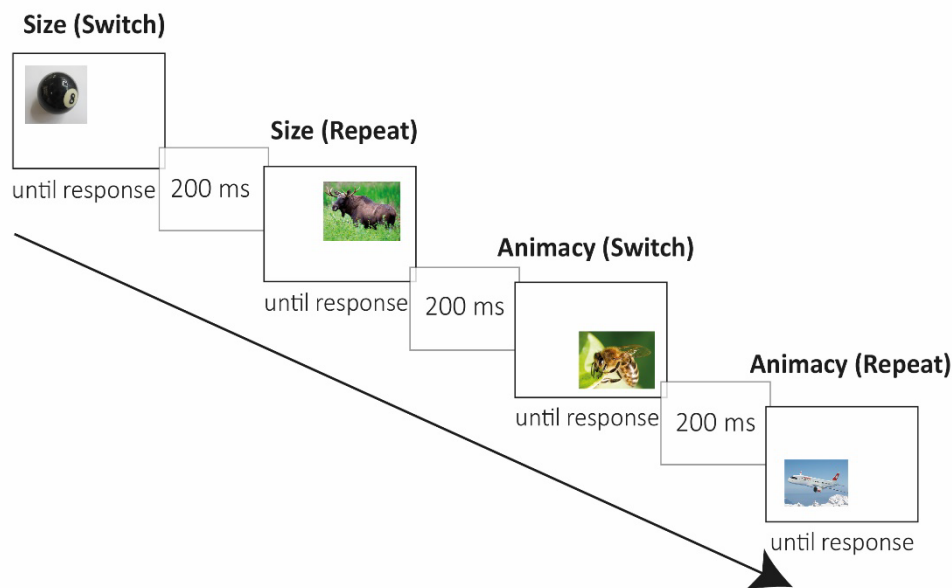 Size (Switch)
8
until response
200 ms
Size (Repeat)
until response
200 ms
Animacy (Switch)
until response
200 ms
Animacy (Repeat)
until response